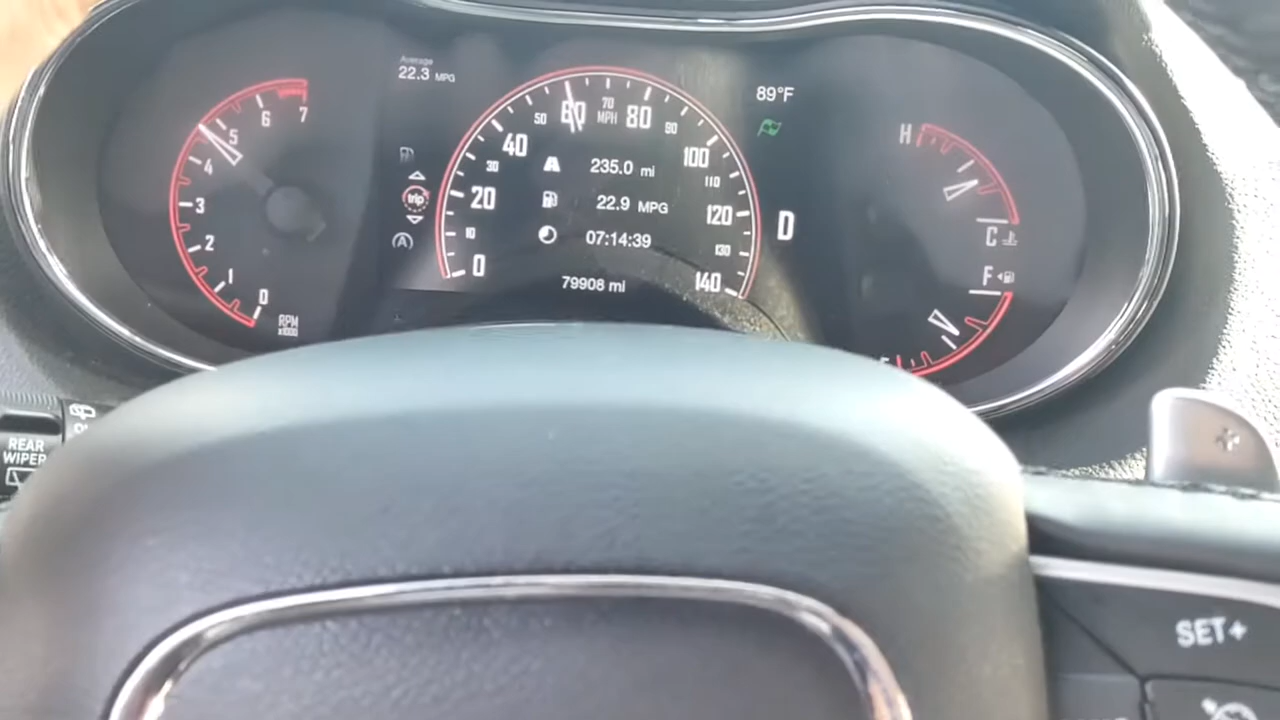 Average
22.3 MPG
7
6
5
4
3
2
1
0
RPM
x1000
trip
A
0
10
20
30
40
50
60
70
MPH
80
90
100
110
120
130
140
235.0 mi
22.9 MPG
07:14:39
79908 mi
89°F
D
H
C
F
REAR
WIPER
SET+